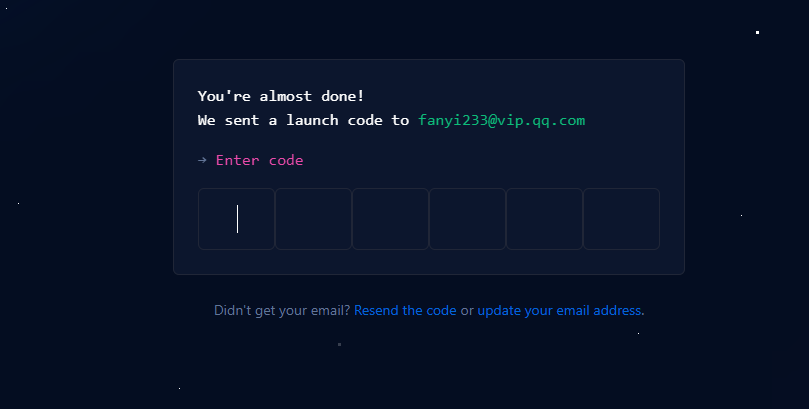 You're almost done!
We sent a launch code to fanyi233@vip.qq.com
→ Enter code
Didn't get your email? Resend the code or update your email address.